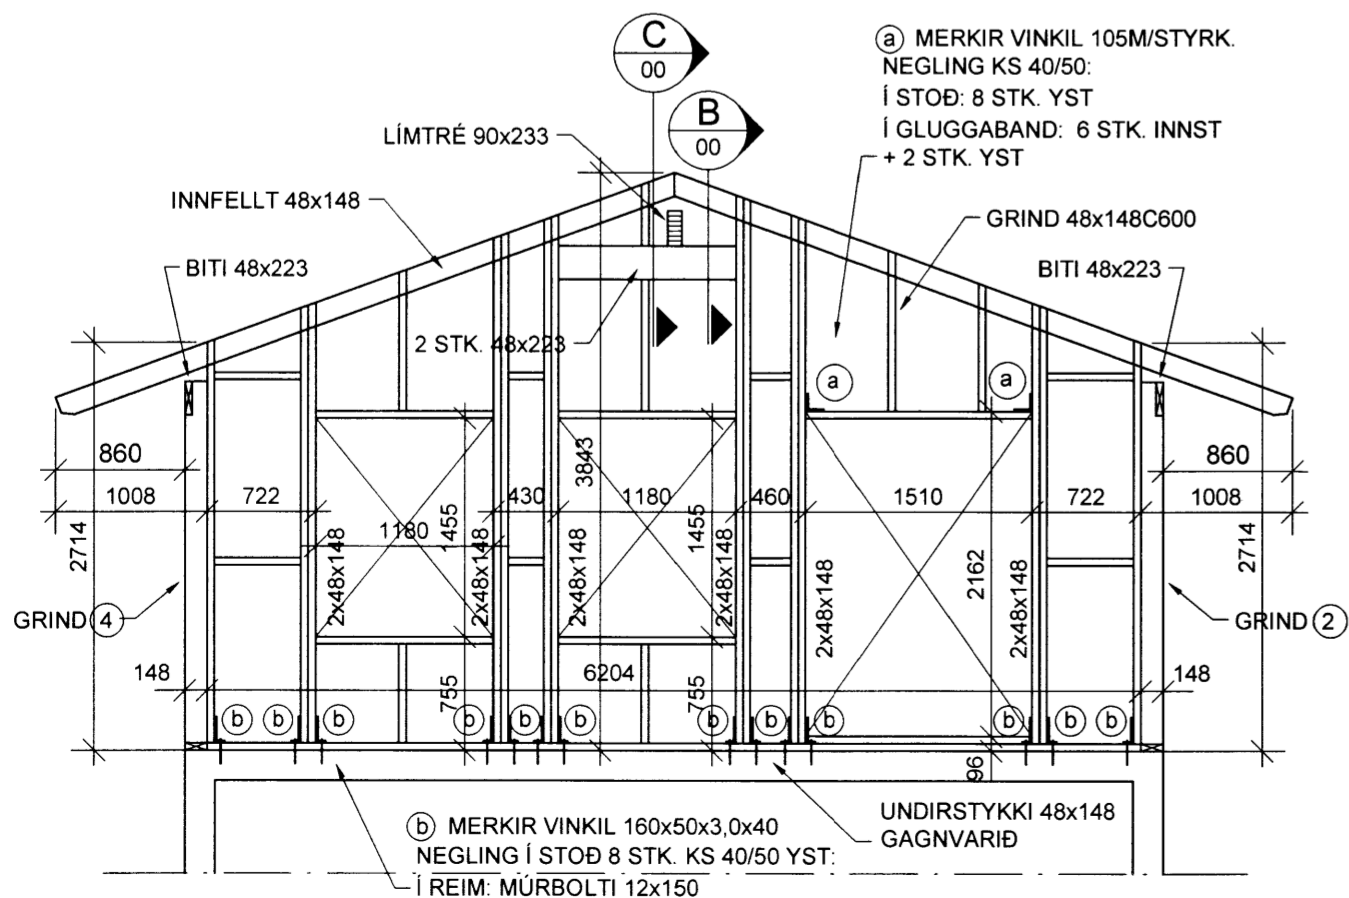 C
00
B
00
ⓐ MERKIR VINKIL 105M/STYRK.
NEGLING KS 40/50:
Í STOÐ: 8 STK. YST
Í GLUGGABAND: 6 STK. INNST
+ 2 STK. YST
LÍMTRÉ 90x233
INNFELLT 48x148
GRIND 48x148C600
BITI 48x223
BITI 48x223
2 STK. 48x223
a
a
860
860
1008
722
430
1180
460
1510
722
1008
1180
2714
1455
3843
1455
2162
2714
2x48x148
2x48x148
2x48x148
2x48x148
2x48x148
2x48x148
GRIND 4
GRIND 2
148
6204
148
755
755
b
b
b
b
b
b
b
b
b
b
b
b
96
ⓑ MERKIR VINKIL 160x50x3,0x40
NEGLING Í STOÐ 8 STK. KS 40/50 YST:
Í REIM: MÚRBOLTI 12x150
UNDIRSTYKKI 48x148
GAGNVARIÐ